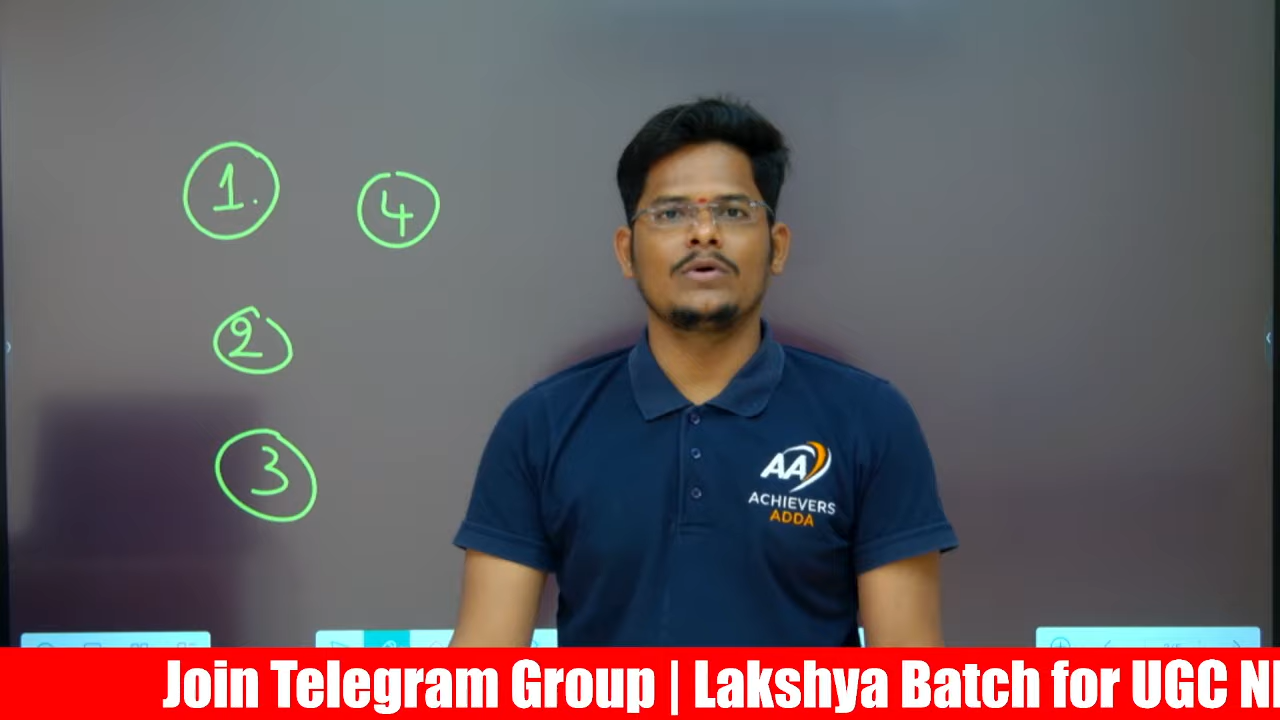 1.
4
2
3
AA
ACHIEVERS
ADDA
Join Telegram Group | Lakshya Batch for UGC N